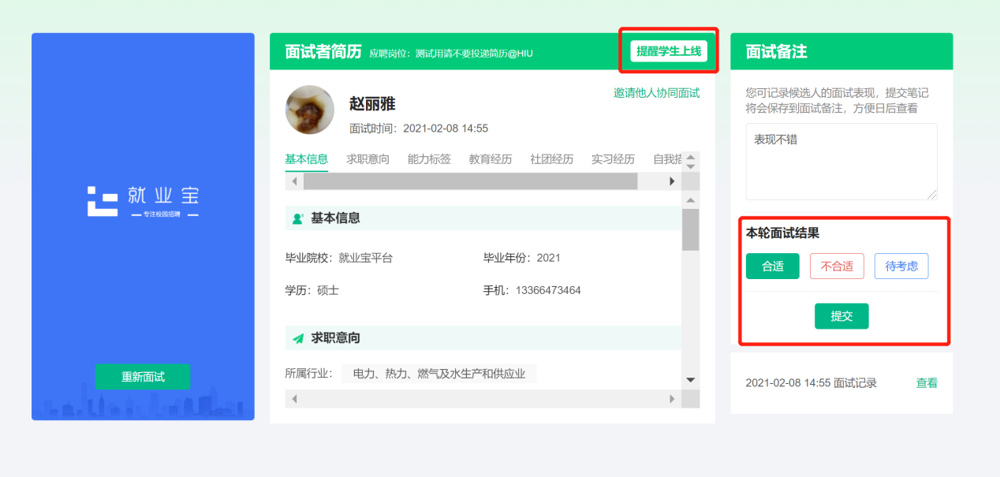 就业宝
专注校园招聘
重新面试
面试者简历 应聘岗位：测试用请不要投递简历@HIU 提醒学生上线
邀请他人协同面试
赵丽雅
面试时间：2021-02-08 14:55
基本信息 求职意向 能力标签 教育经历 社团经历 实习经历 自我描
基本信息
毕业院校：就业宝平台 毕业年份：2021
学历：硕士 手机：13366473464
求职意向
所属行业： 电力、热力、燃气及水生产和供应业
面试备注
您可记录候选人的面试表现，提交笔记
将会保存到面试备注，方便日后查看
表现不错
本轮面试结果
合适 不合适 待考虑
提交
2021-02-08 14:55 面试记录 查看